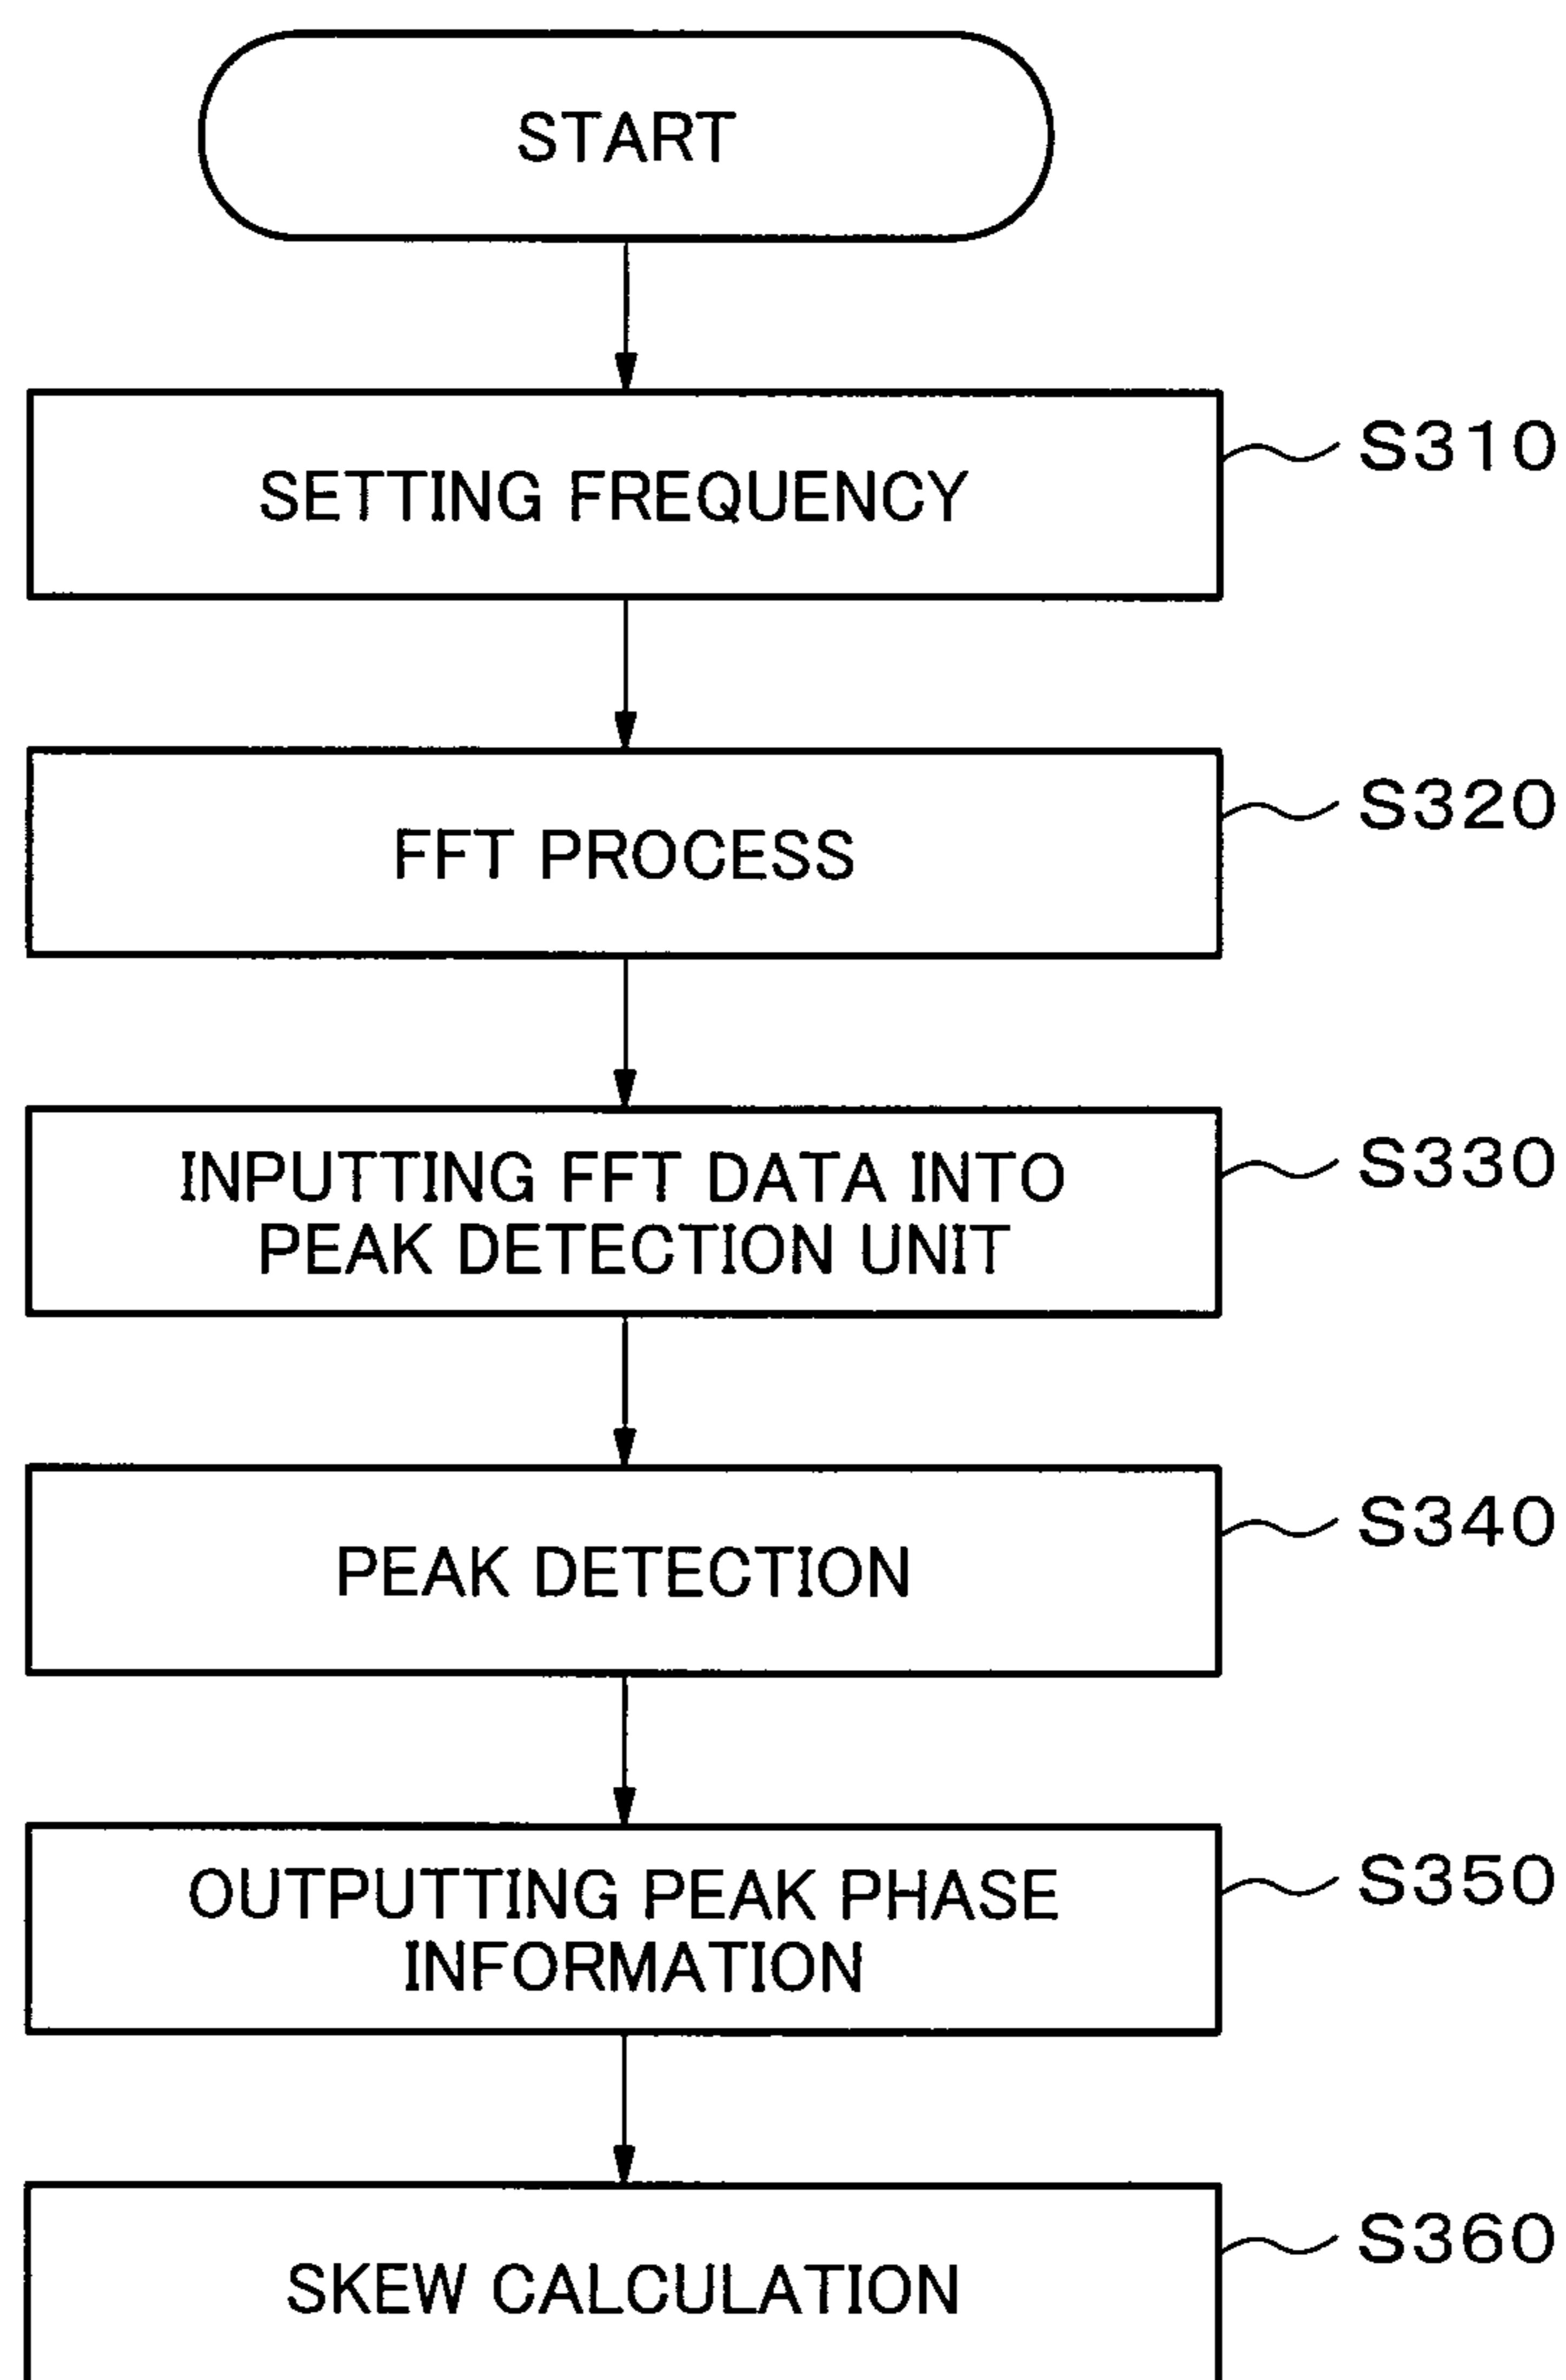 START
SETTING FREQUENCY
S310
FFT PROCESS
S320
INPUTTING FFT DATA INTO
PEAK DETECTION UNIT
S330
PEAK DETECTION
S340
OUTPUTTING PEAK PHASE
INFORMATION
S350
SKEW CALCULATION
S360